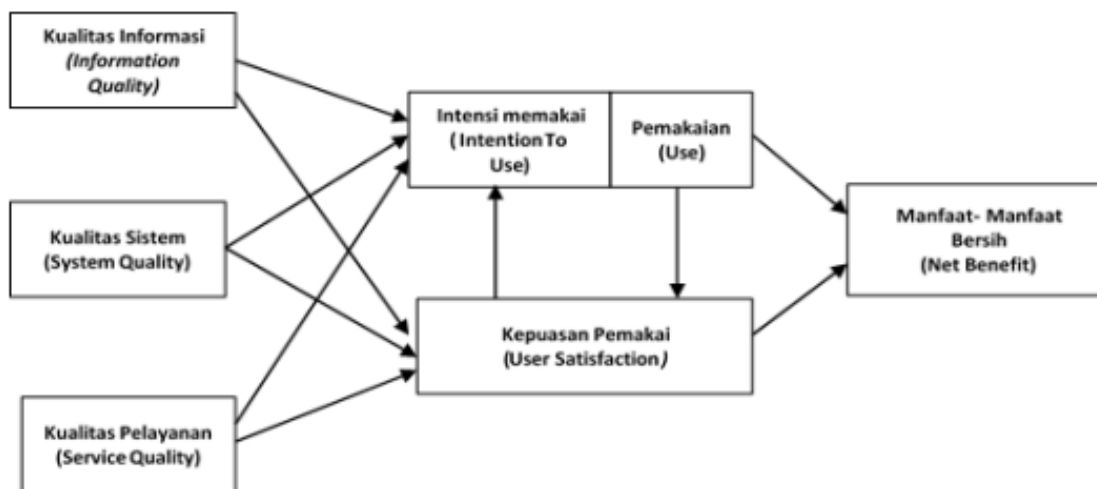 Kualitas Informasi
(Information
Quality)
Intensi memakai
( Intention To
Use)
Pemakaian
(Use)
Kualitas Sistem
(System Quality)
Manfaat- Manfaat
Bersih
(Net Benefit)
Kepuasan Pemakai
(User Satisfaction)
Kualitas Pelayanan
(Service Quality)